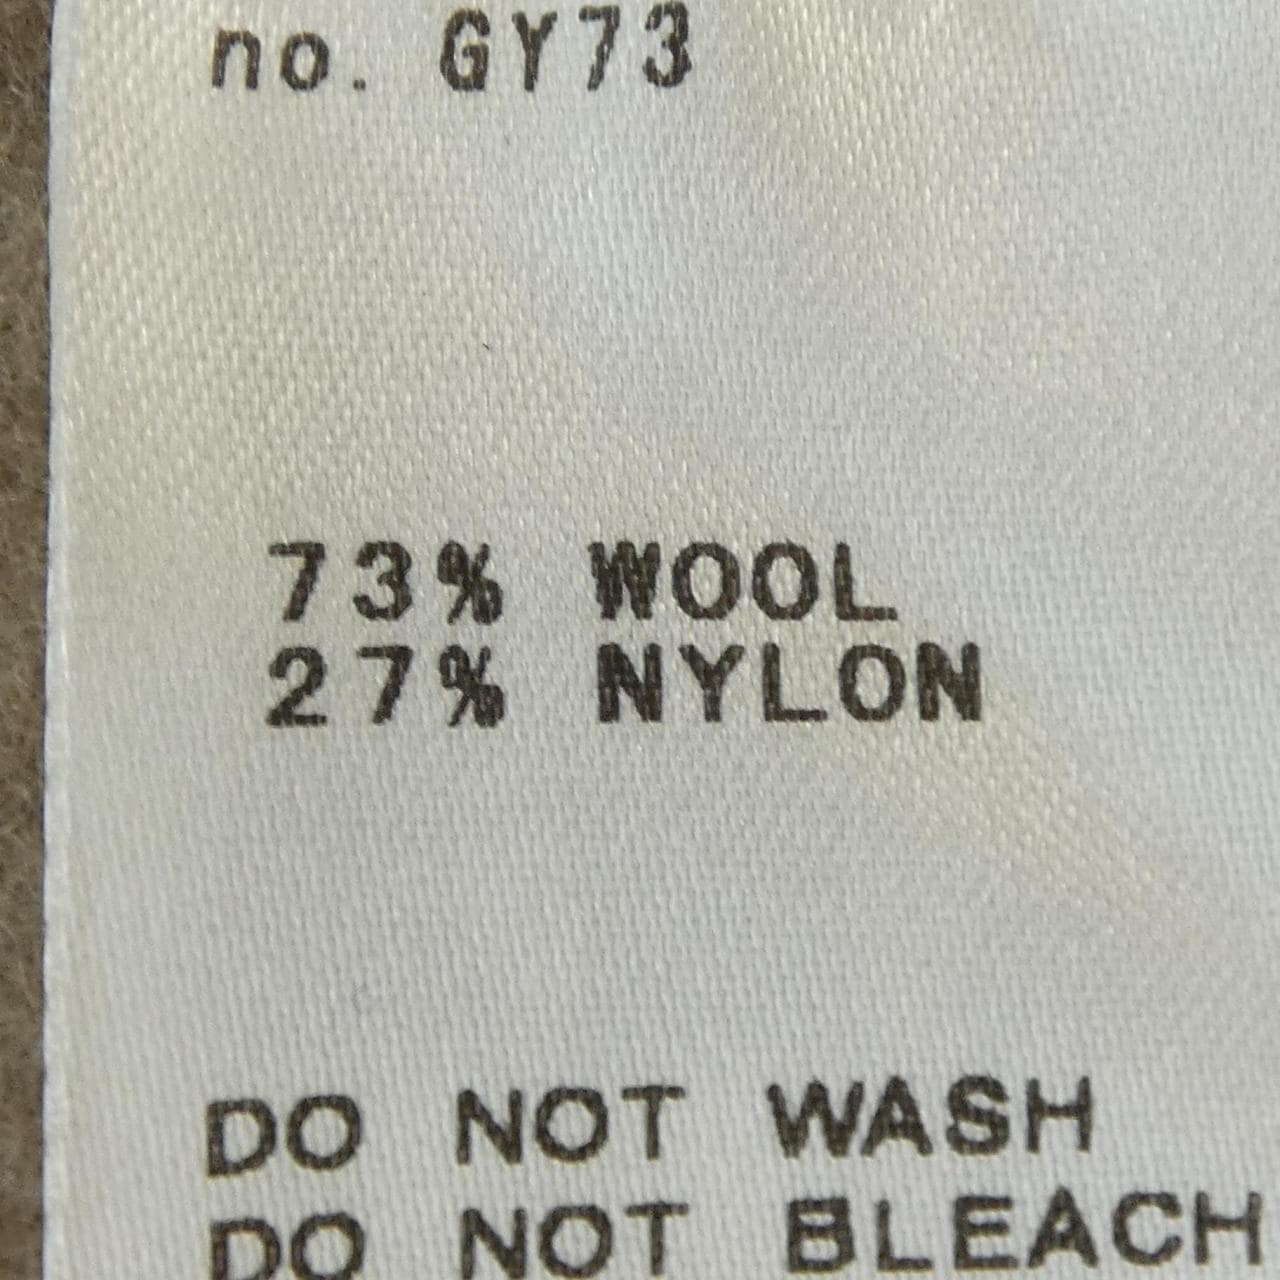 no. GY73
73% WOOL
27% NYLON
DO NOT WASH
DO NOT BLEACH